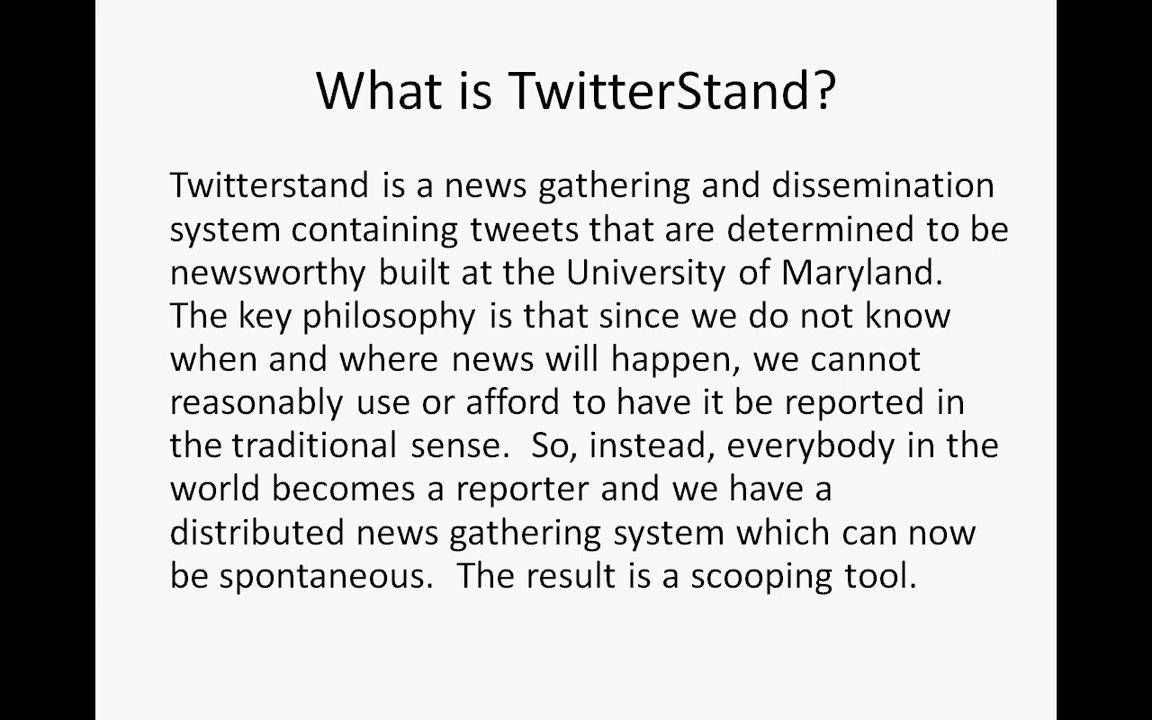 What is TwitterStand?
Twitterstand is a news gathering and dissemination
system containing tweets that are determined to be
newsworthy built at the University of Maryland.
The key philosophy is that since we do not know
when and where news will happen, we cannot
reasonably use or afford to have it be reported in
the traditional sense.  So, instead, everybody in the
world becomes a reporter and we have a
distributed news gathering system which can now
be spontaneous.  The result is a scooping tool.